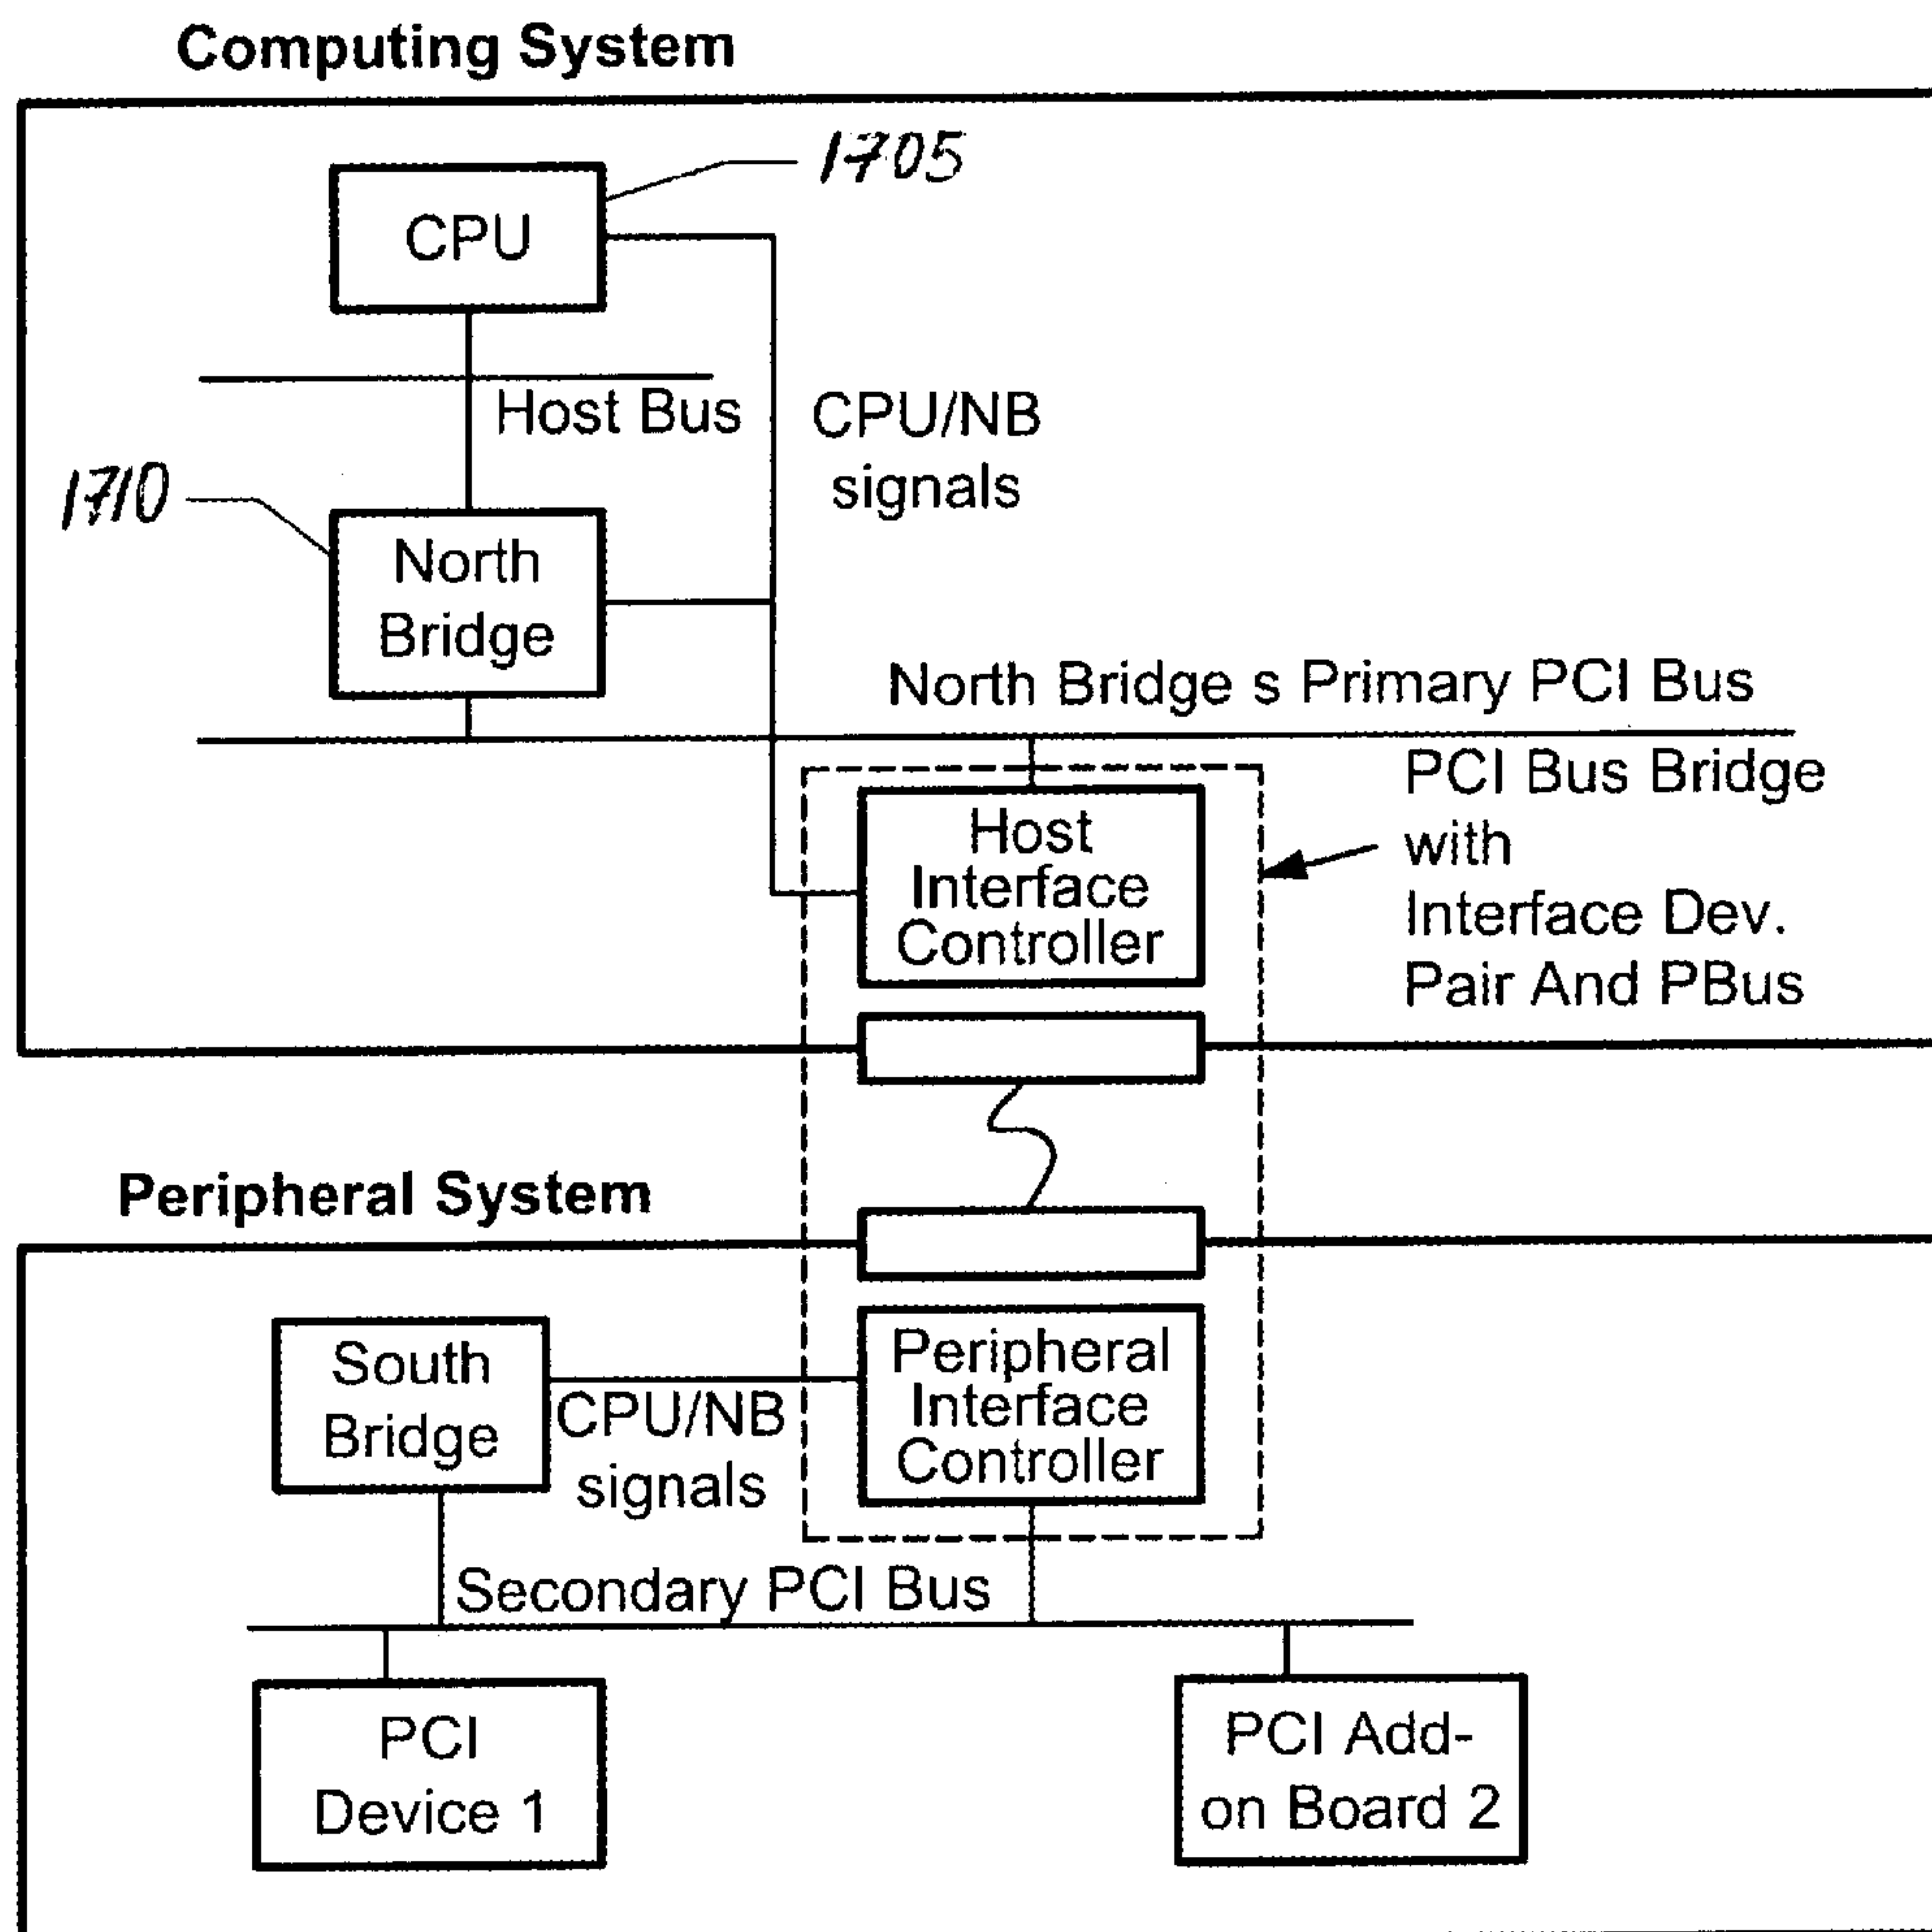 Computing System
1705
CPU
Host Bus
CPU/NB
signals
1710
North
Bridge
North Bridge s Primary PCI Bus
PCI Bus Bridge
with
Interface Dev.
Pair And PBus
Host
Interface
Controller
Peripheral System
South
Bridge
CPU/NB
signals
Peripheral
Interface
Controller
Secondary PCI Bus
PCI
Device 1
PCI Add-
on Board 2